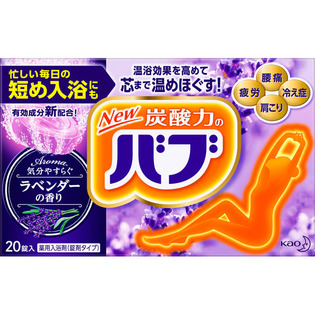 忙しい毎日の
短め入浴にも
有効成分新配合!
Aroma
気分やすらぐ
ラベンダーの香り
20錠入
薬用入浴剤(錠剤タイプ)
温浴効果を高めて
芯まで温めほぐす!
腰痛
疲労
冷え症
肩こり
New 炭酸力の
バブ
Kao